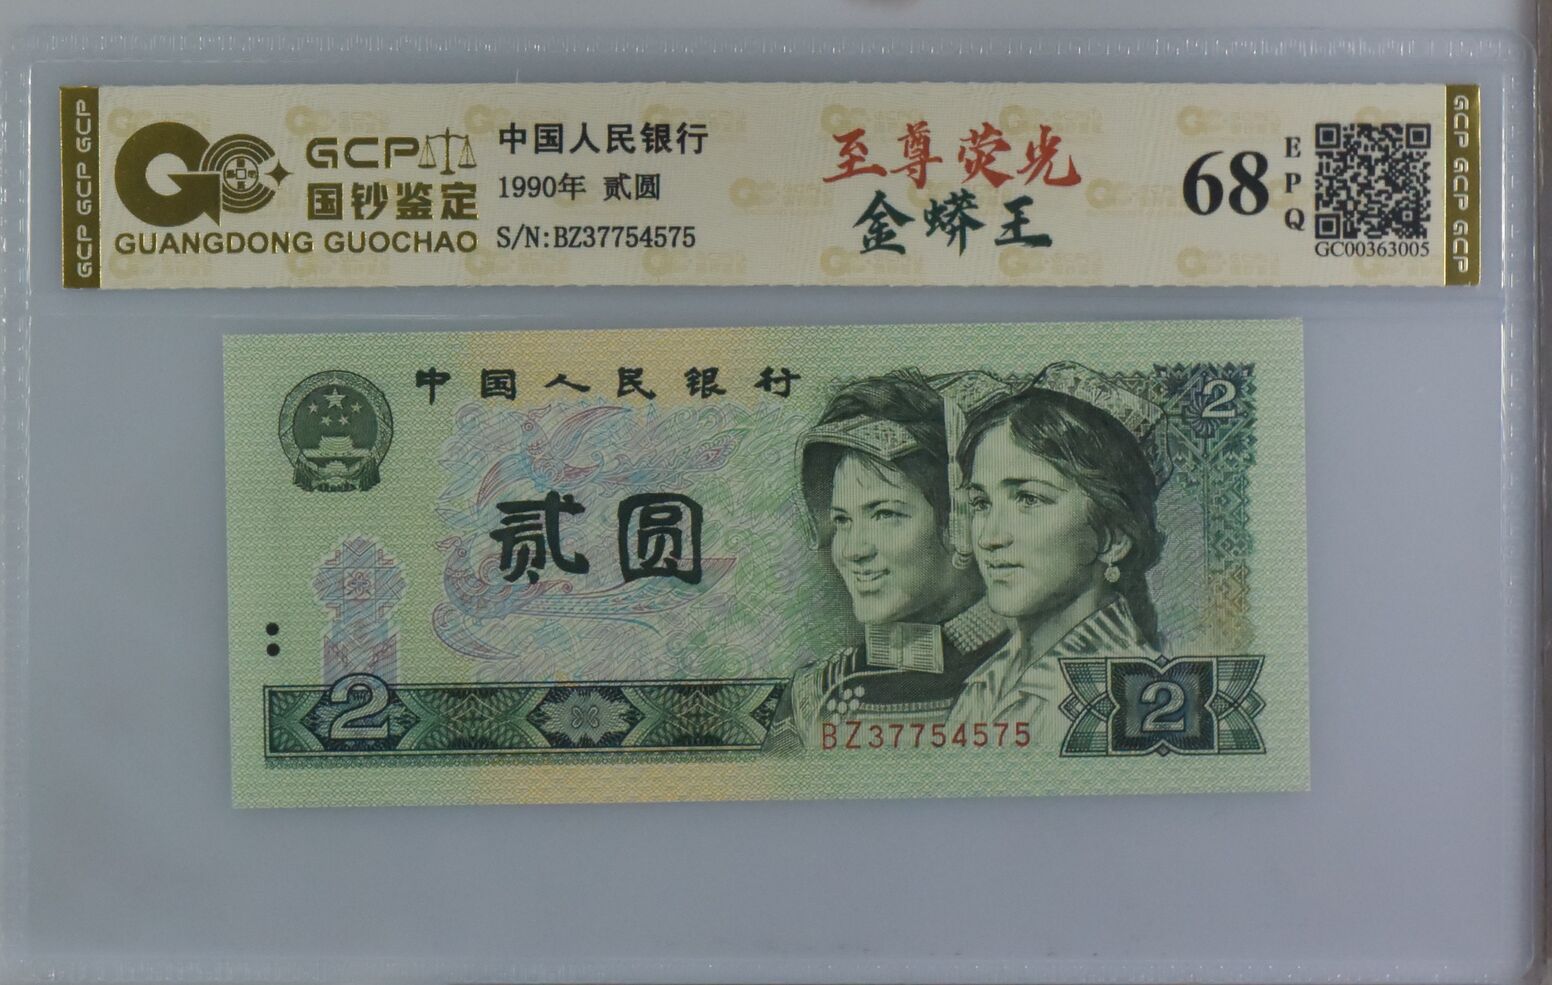 GCP GCP GCP
GCP
国钞鉴定
GUANGDONG GUOCHAO
中国人民银行
1990年 贰圆
S/N:BZ37754575
至尊荧光
金蟒王
68
EPQ
GC00363005
GCP GCP GCP
中国人民银行
2
贰圆
2
2
BZ37754575